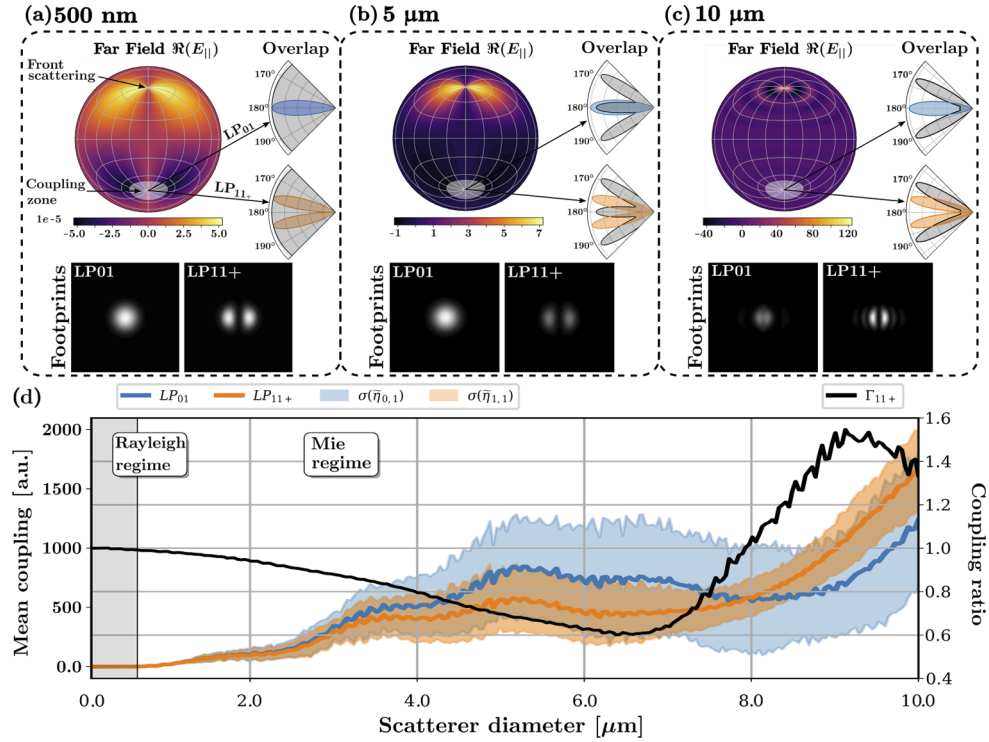 (a) 500 nm
Far Field ℜ(E||)
Overlap
Front
scattering
Coupling
zone
LP01
LP11+
170°
180°
190°
170°
180°
190°
1e−5
−5.0 −2.5 0.0 2.5 5.0
Footprints
LP01
LP11+
(b) 5 μm
Far Field ℜ(E||)
Overlap
170°
180°
190°
170°
180°
190°
−1 1 3 5 7
Footprints
LP01
LP11+
(c) 10 μm
Far Field ℜ(E||)
Overlap
170°
180°
190°
170°
180°
190°
−40 0 40 80 120
Footprints
LP01
LP11+
(d)
LP01 LP11+ σ(η̃0,1) σ(η̃1,1) Γ11+
Rayleigh
regime
Mie
regime
Mean coupling [a.u.]
2000
1500
1000
500
0.0
Coupling ratio
1.6
1.4
1.2
1.0
0.8
0.6
0.4
0.0 2.0 4.0 6.0 8.0 10.0
Scatterer diameter [μm]